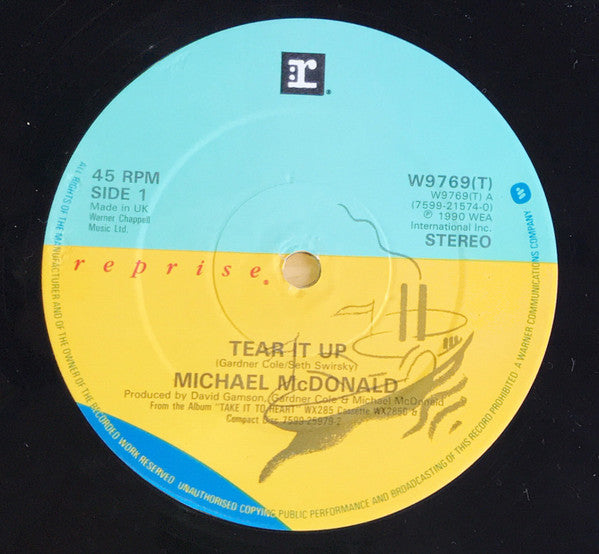 :r
®
45 RPM
SIDE 1
Made in UK
Warner Chappell
Music Ltd.
W9769(T)
W9769(T) A
(7599-21574-0)
℗ 1990 WEA
International Inc.
STEREO
reprise®
TEAR IT UP
(Gardner Cole/Seth Swirsky)
MICHAEL McDONALD
Produced by David Gamson, (Gardner Cole & Michael McDonald
From the Album "TAKE IT TO HEART" WX285 Cassette WX285C &
Compact Disc 7599-25979-2
ALL RIGHTS OF THE MANUFACTURER AND OF THE OWNER OF THE RECORDED WORK RESERVED UNAUTHORISED COPYING PUBLIC PERFORMANCE AND BROADCASTING OF THIS RECORD PROHIBITED. A WARNER COMMUNICATIONS COMPANY